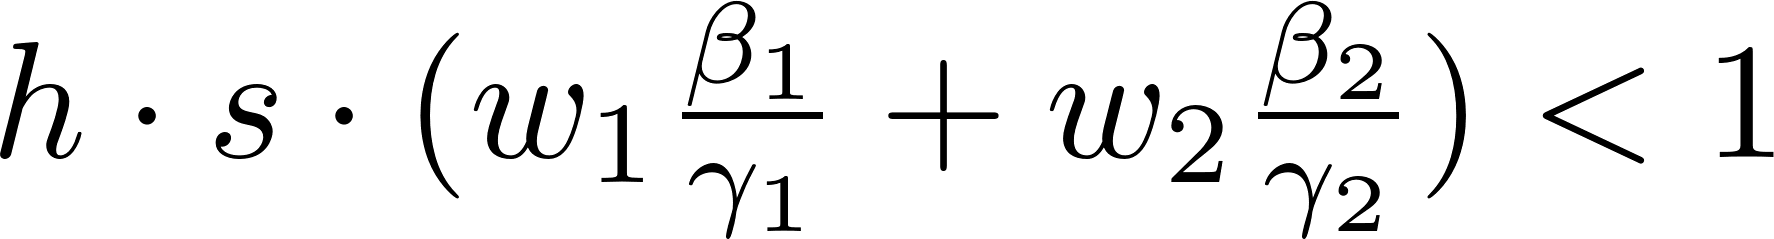 h · s · (w₁ β₁/γ₁ + w₂ β₂/γ₂) < 1